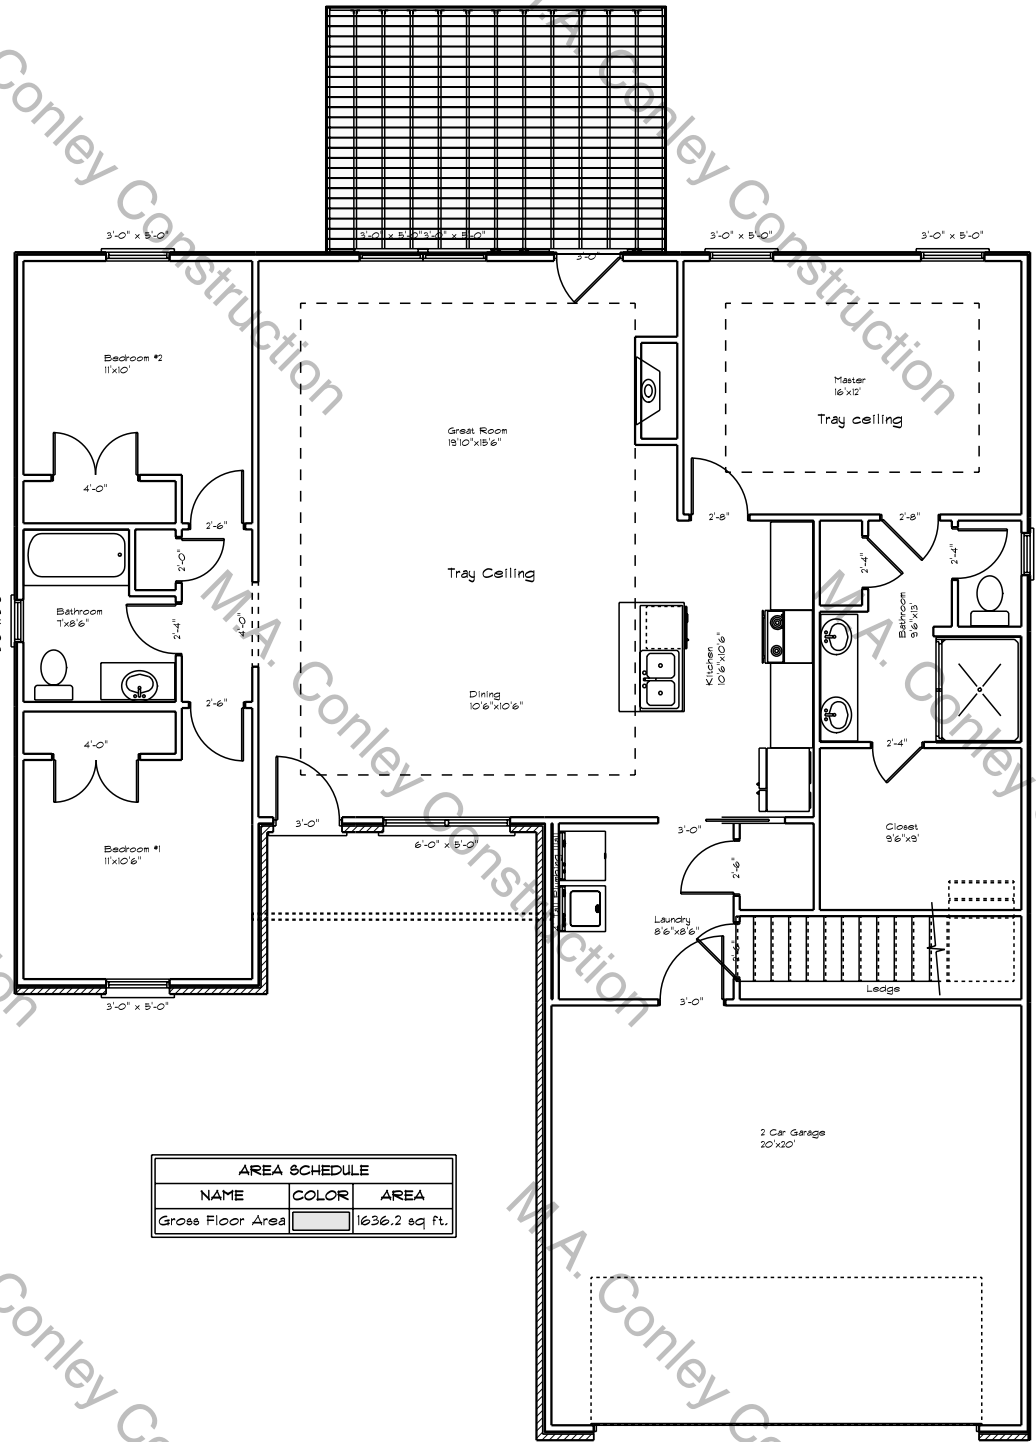 3'-0" x 5'-0"
3'-0" x 5'-0"
3'-0" x 5'-0"
3'-0" x 5'-0"
3'-0" x 5'-0"
3'-0"
Bedroom #2
11'x10'
Master
16'x12'
Tray ceiling
Great Room
19'10"x15'6"
4'-0"
2'-6"
2'-8"
2'-8"
2'-0"
2'-4"
2'-4"
Tray Ceiling
Bathroom
7'x8'6"
2'-4"
4'-0"
Bathroom
9'6"x13'
Kitchen
10'6"x10'6"
Dining
10'6"x10'6"
2'-6"
4'-0"
2'-4"
3'-0"
3'-0"
6'-0" x 5'-0"
Closet
9'6"x9'
Bedroom #1
11'x10'6"
2'-6"
Laundry
8'6"x8'6"
2'-6"
Ledge
3'-0"
3'-0" x 5'-0"
2 Car Garage
20'x20'
AREA SCHEDULE
NAME COLOR AREA
Gross Floor Area 1636.2 sq ft.
Conley Construction
M.A. Conley Construction
M.A. Conley Construction
M.A. Conley
Conley
M.A. Conley